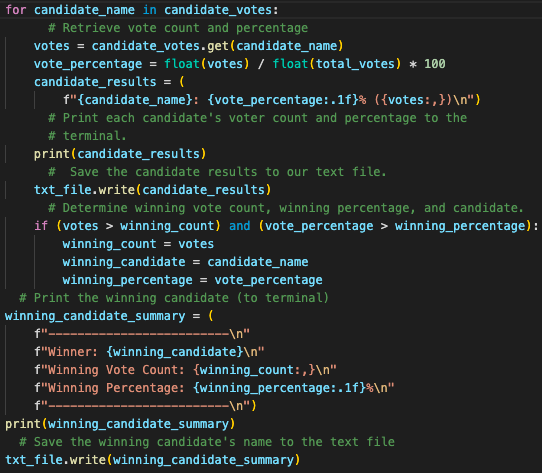 for candidate_name in candidate_votes:
        # Retrieve vote count and percentage
    votes = candidate_votes.get(candidate_name)
    vote_percentage = float(votes) / float(total_votes) * 100
    candidate_results = (
        f"{candidate_name}: {vote_percentage:.1f}% ({votes:,})\n")
        # Print each candidate's voter count and percentage to the
        # terminal.
    print(candidate_results)
        #  Save the candidate results to our text file.
    txt_file.write(candidate_results)
        # Determine winning vote count, winning percentage, and candidate.
    if (votes > winning_count) and (vote_percentage > winning_percentage):
        winning_count = votes
        winning_candidate = candidate_name
        winning_percentage = vote_percentage
  # Print the winning candidate (to terminal)
winning_candidate_summary = (
    f"-------------------------\n"
    f"Winner: {winning_candidate}\n"
    f"Winning Vote Count: {winning_count:,}\n"
    f"Winning Percentage: {winning_percentage:.1f}%\n"
    f"-------------------------\n")
print(winning_candidate_summary)
  # Save the winning candidate's name to the text file
txt_file.write(winning_candidate_summary)